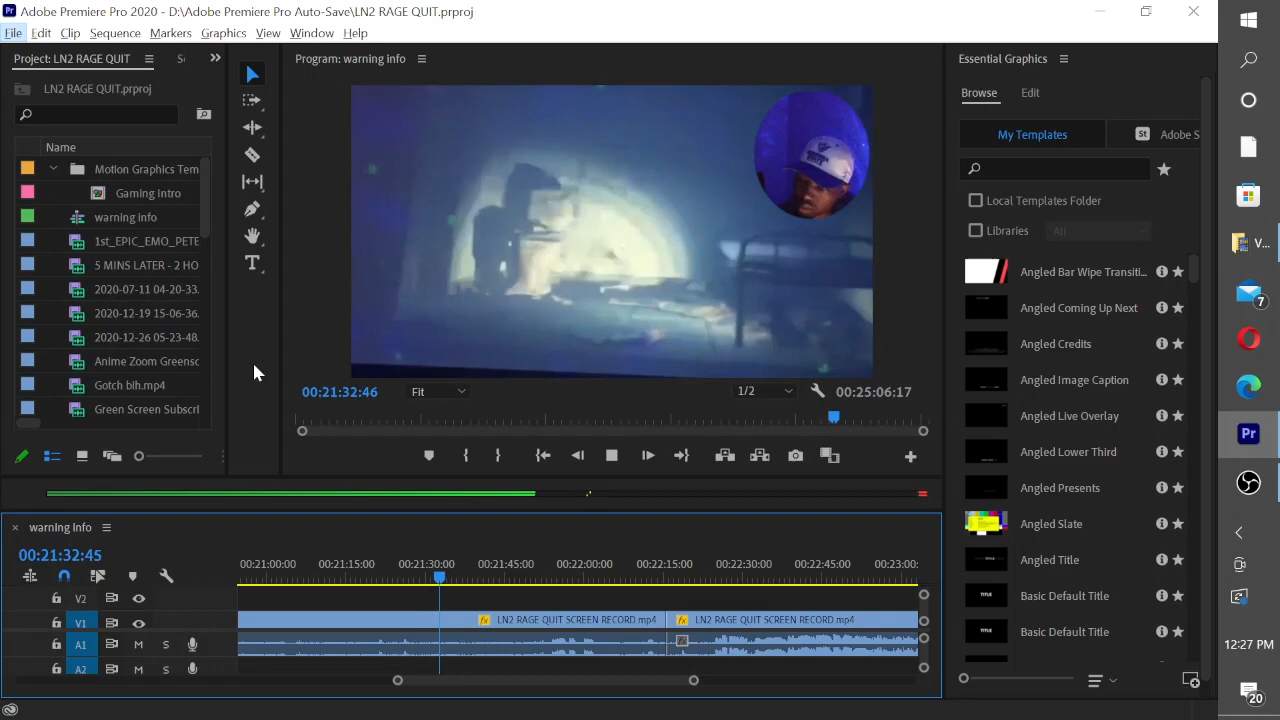 Adobe Premiere Pro 2020 - D:\Adobe Premiere Pro Auto-Save\LN2 RAGE QUIT.prproj
File Edit Clip Sequence Markers Graphics View Window Help
Project: LN2 RAGE QUIT
Program: warning info
Essential Graphics
LN2 RAGE QUIT.prproj
Browse Edit
My Templates
St Adobe S
Name
Motion Graphics Tem
Gaming Intro
warning info
1st_EPIC_EMO_PETE
5 MINS LATER - 2 HO
2020-07-11 04-20-33.
2020-12-19 15-06-36.
2020-12-26 05-23-48.
Anime Zoom Greensc
Gotch blh.mp4
Green Screen Subscri
Local Templates Folder
Libraries All
Angled Bar Wipe Transiti...
Angled Coming Up Next
Angled Credits
Angled Image Caption
Angled Live Overlay
Angled Lower Third
Angled Presents
Angled Slate
Angled Title
Basic Default Title
Basic Default Title
00:21:32:46 Fit 1/2 00:25:06:17
warning info
00:21:32:45
00:21:00:00 00:21:15:00 00:21:30:00 00:21:45:00 00:22:00:00 00:22:15:00 00:22:30:00 00:22:45:00 00:23:00:
V2
V1 fx LN2 RAGE QUIT SCREEN RECORD.mp4 fx LN2 RAGE QUIT SCREEN RECORD.mp4
A1 M S
A2 M S
V...
7
Pr
12:27 PM
20